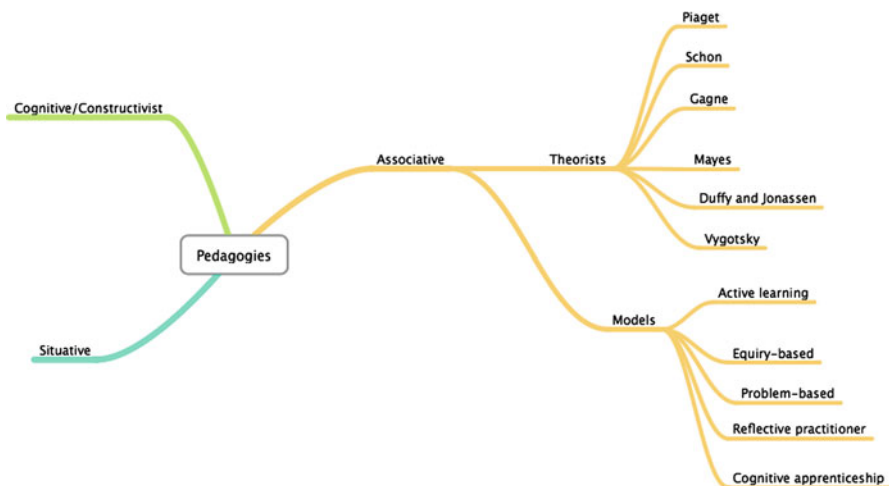 Piaget
Schon
Cognitive/Constructivist
Gagne
Associative
Theorists
Mayes
Duffy and Jonassen
Vygotsky
Pedagogies
Active learning
Models
Situative
Equiry-based
Problem-based
Reflective practitioner
Cognitive apprenticeship